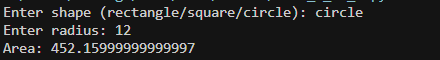 Enter shape (rectangle/square/circle): circle
Enter radius: 12
Area: 452.15999999999997